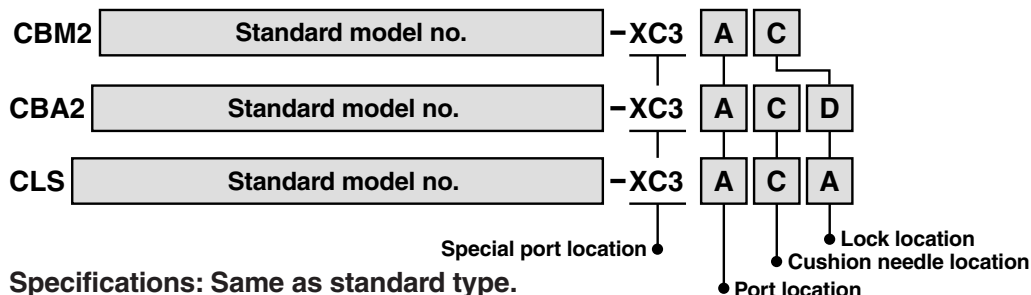 CBM2 Standard model no. -XC3 A C
CBA2 Standard model no. -XC3 A C D
CLS Standard model no. -XC3 A C A
Special port location
Lock location
Cushion needle location
Port location
Specifications: Same as standard type.